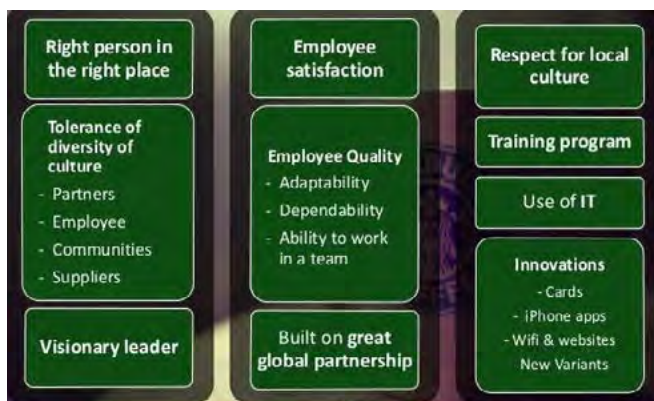 Right person in
the right place
Tolerance of
diversity of
culture
- Partners
- Employee
- Communities
- Suppliers
Visionary leader
Employee
satisfaction
Employee Quality
- Adaptability
- Dependability
- Ability to work
in a team
Built on great
global partnership
Respect for local
culture
Training program
Use of IT
Innovations
- Cards
- iPhone apps
- Wifi & websites
New Variants